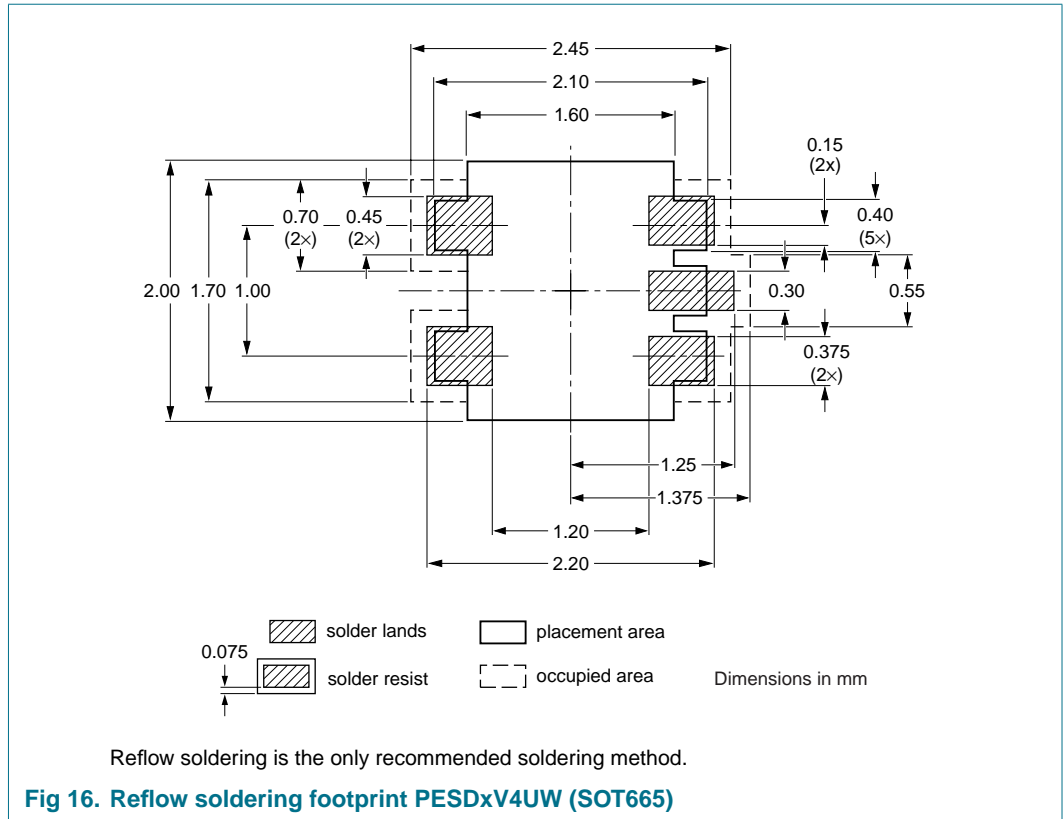 2.45
2.10
1.60
0.15
(2x)
0.70
(2×)
0.45
(2×)
0.40
(5×)
2.00
1.70
1.00
0.30
0.55
0.375
(2×)
1.25
1.375
1.20
2.20
solder lands
placement area
0.075
solder resist
occupied area
Dimensions in mm
Reflow soldering is the only recommended soldering method.
Fig 16. Reflow soldering footprint PESDxV4UW (SOT665)